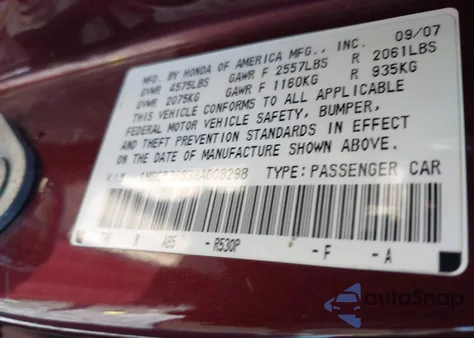 09/07
MFD. BY HONDA OF AMERICA MFG., INC.
GVWR 4575LBS GAWR F 2557LBS R 2061LBS
GVWR 2075KG GAWR F 1160KG R 935KG
THIS VEHICLE CONFORMS TO ALL APPLICABLE
FEDERAL MOTOR VEHICLE SAFETY, BUMPER,
AND THEFT PREVENTION STANDARDS IN EFFECT
ON THE DATE OF MANUFACTURE SHOWN ABOVE.
TYPE: PASSENGER CAR
R530P -F -A
autoSnap